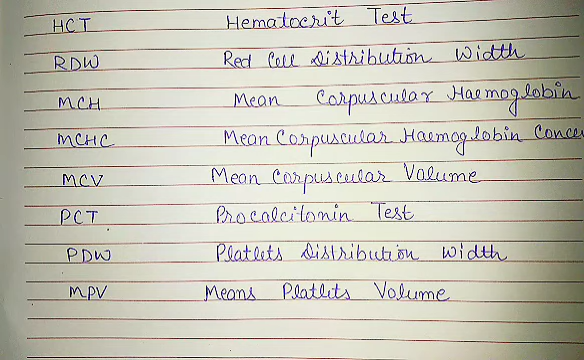 HCT Hematocrit Test
RDW Red Cell Distribution Width
MCH Mean Corpuscular Haemoglobin
MCHC Mean Corpuscular Haemoglobin
MCV Mean Corpuscular Volume
PCT Procalcitonin Test
PDW Platlets Distribution Width
MPV Means Platlits Volume